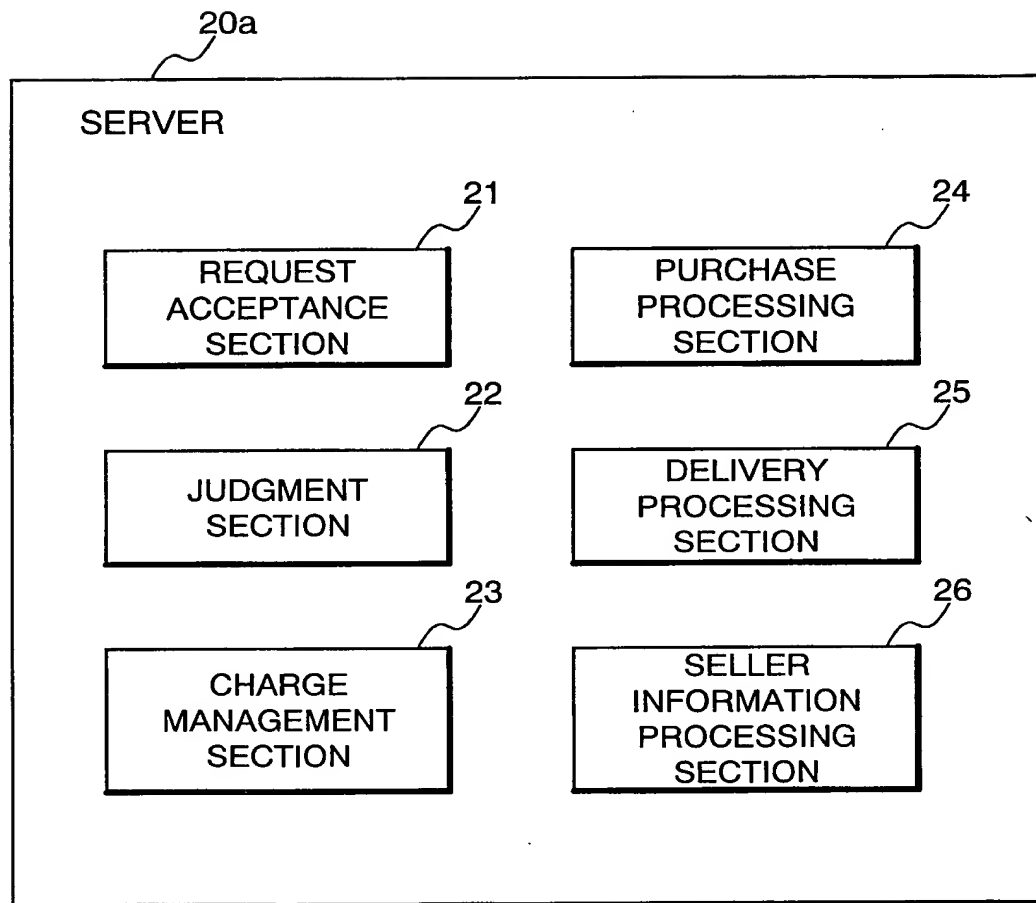 20a
SERVER
21
REQUEST
ACCEPTANCE
SECTION
24
PURCHASE
PROCESSING
SECTION
22
JUDGMENT
SECTION
25
DELIVERY
PROCESSING
SECTION
23
CHARGE
MANAGEMENT
SECTION
26
SELLER
INFORMATION
PROCESSING
SECTION